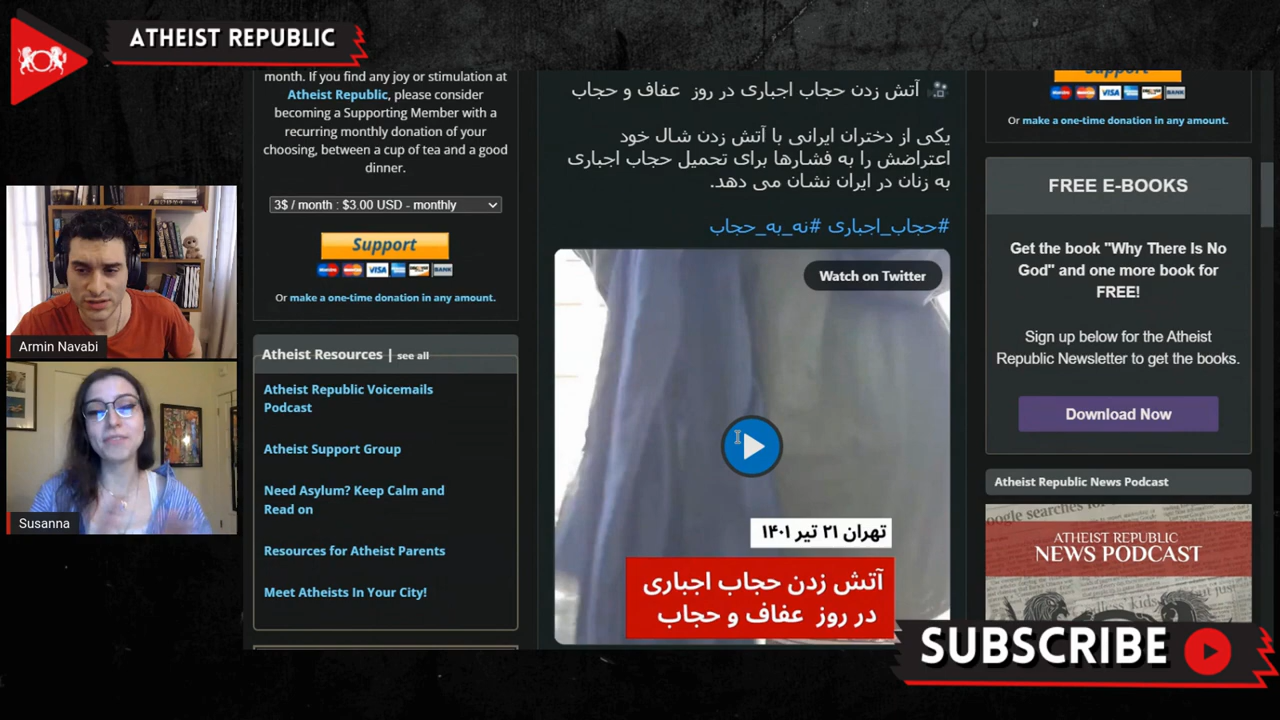 ATHEIST REPUBLIC
month. If you find any joy or stimulation at
Atheist Republic, please consider
becoming a Supporting Member with a
recurring monthly donation of your
choosing, between a cup of tea and a good
dinner.
3$ / month : $3.00 USD - monthly
Support
VISA
BANK
Or make a one-time donation in any amount.
Atheist Resources | see all
Atheist Republic Voicemails
Podcast
Atheist Support Group
Need Asylum? Keep Calm and
Read on
Resources for Atheist Parents
Meet Atheists In Your City!
Armin Navabi
Susanna
آتش زدن حجاب اجباری در روز عفاف و حجاب
یکی از دختران ایرانی با آتش زدن شال خود
اعتراضش را به فشارها برای تحمیل حجاب اجباری
به زنان در ایران نشان می دهد.
#حجاب_اجباری #نه_به_حجاب
Watch on Twitter
تهران ۲۱ تیر ۱۴۰۱
آتش زدن حجاب اجباری
در روز عفاف و حجاب
Support
VISA
BANK
Or make a one-time donation in any amount.
FREE E-BOOKS
Get the book "Why There Is No
God" and one more book for
FREE!
Sign up below for the Atheist
Republic Newsletter to get the books.
Download Now
Atheist Republic News Podcast
oogle searches for
ATHEIST REPUBLIC
NEWS PODCAST
SUBSCRIBE